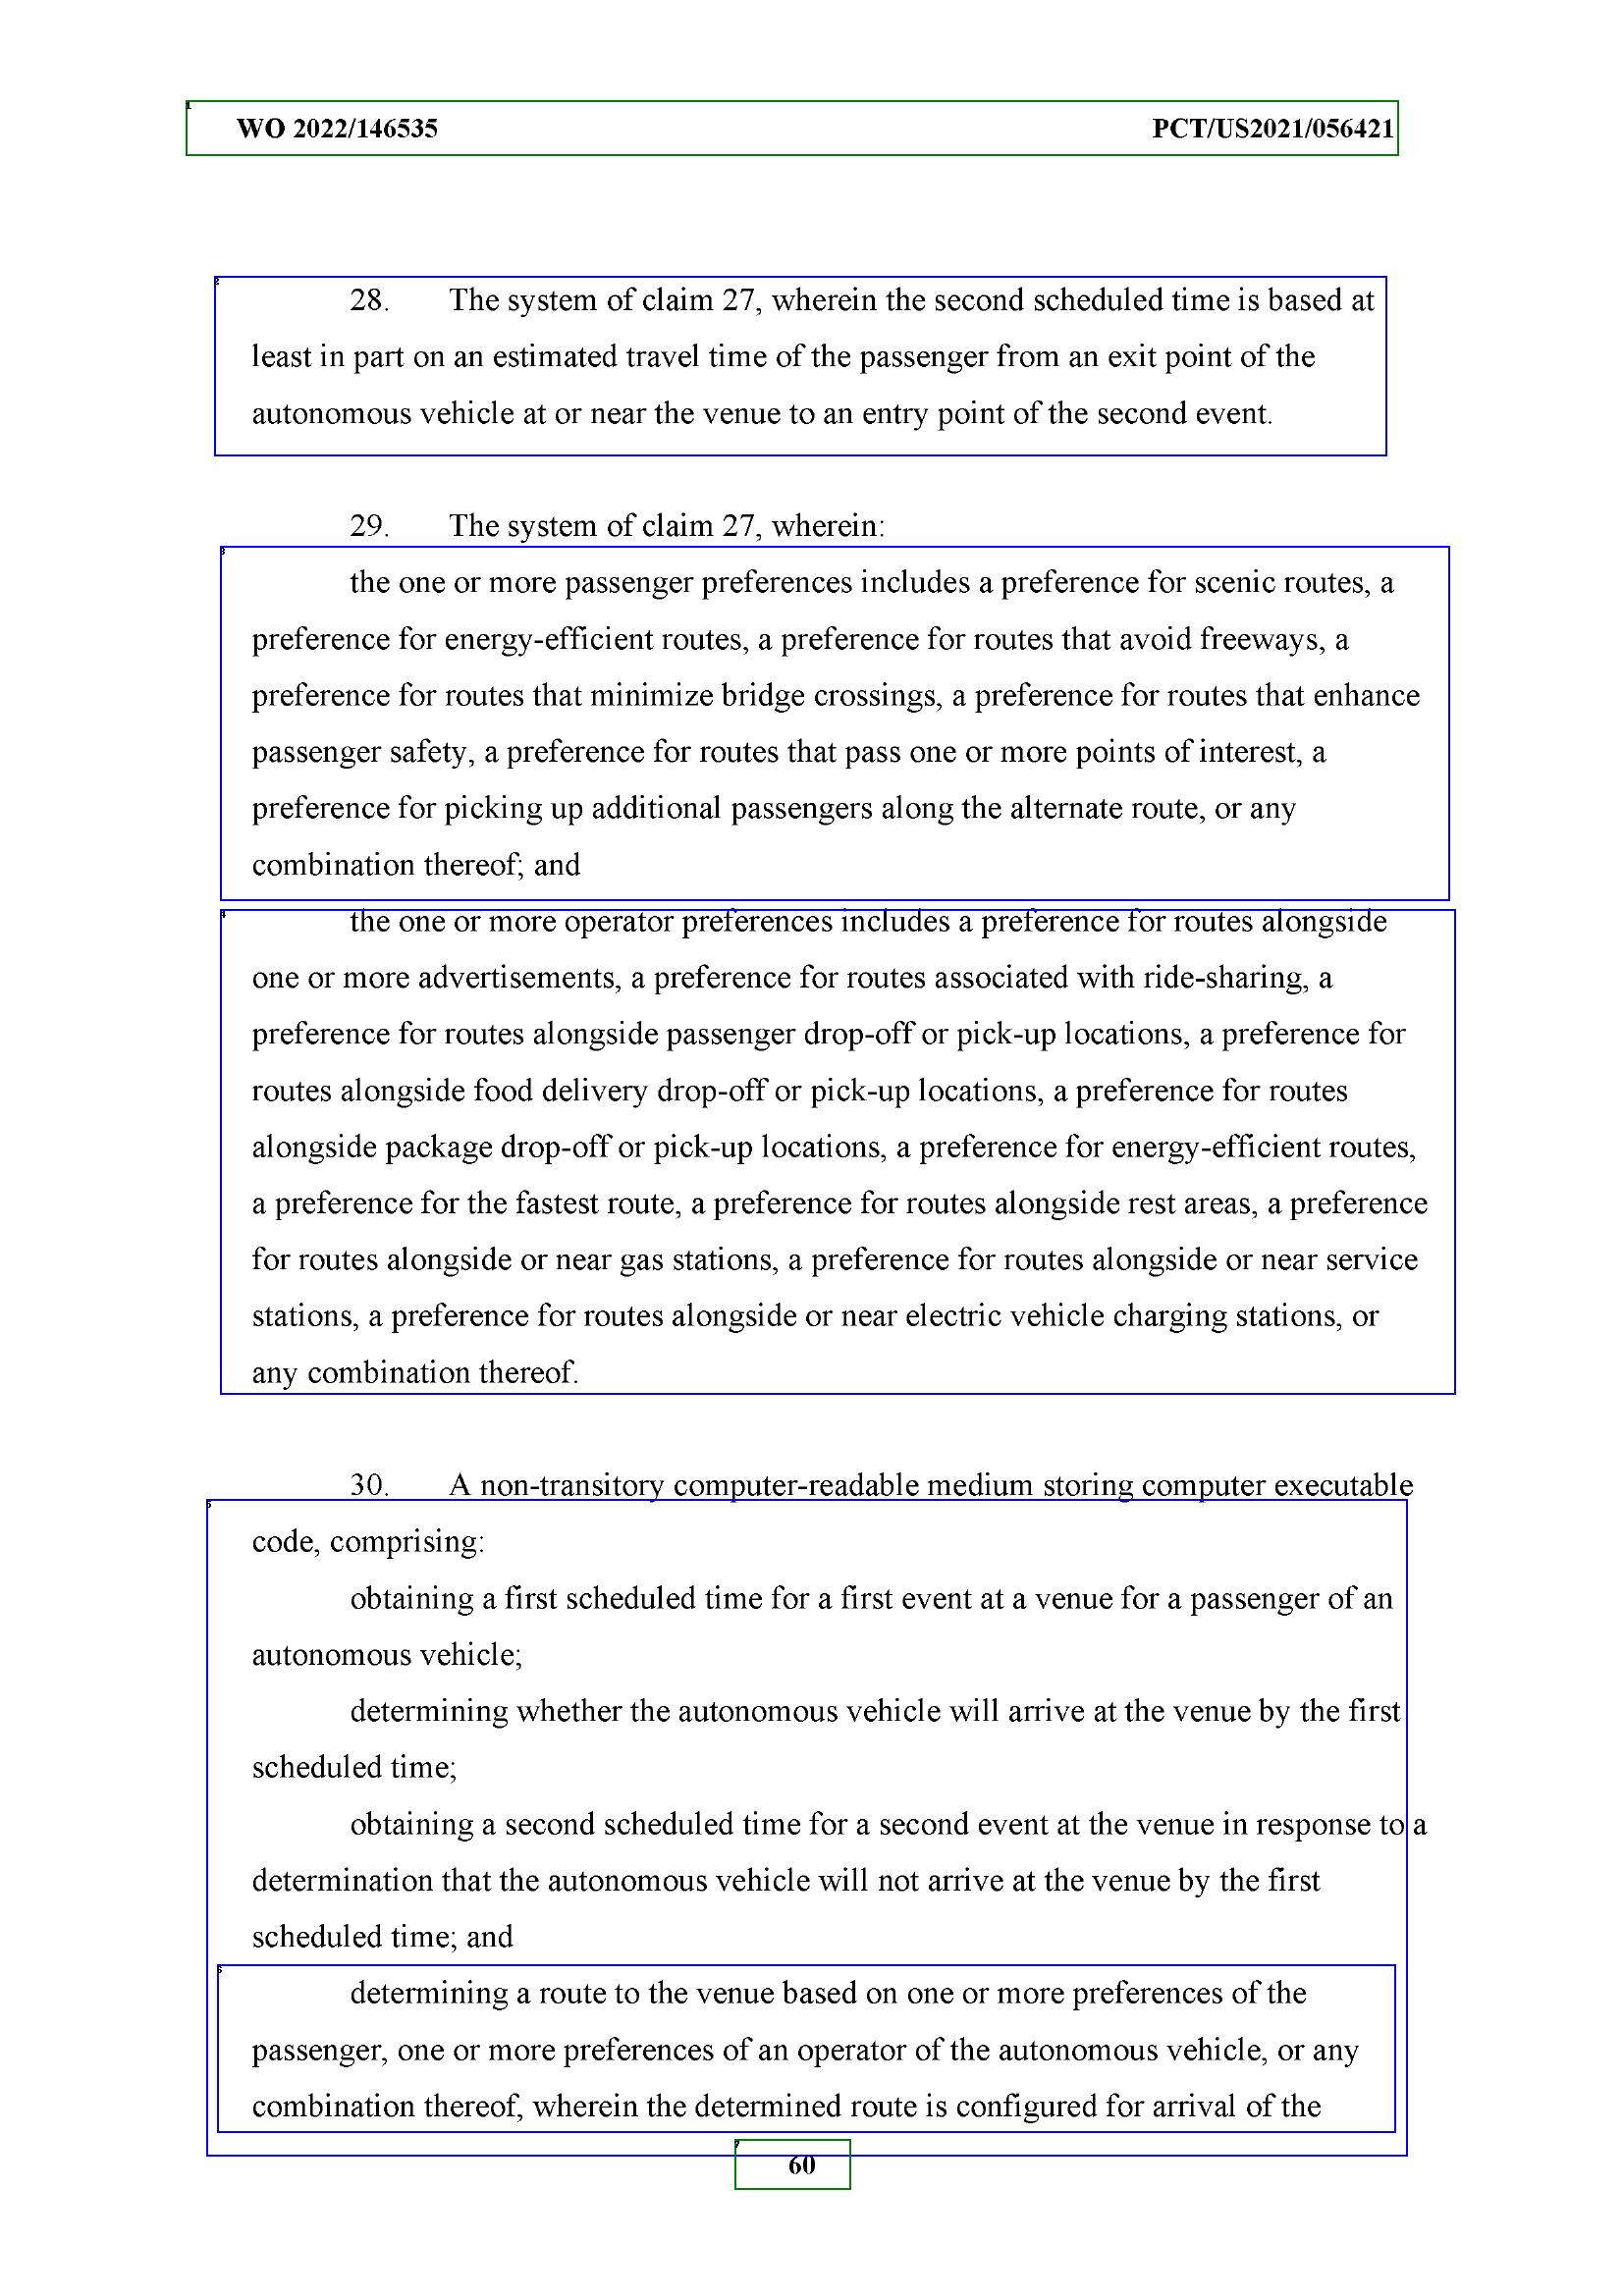 WO 2022/146535 PCT/US2021/056421
28. The system of claim 27, wherein the second scheduled time is based at
least in part on an estimated travel time of the passenger from an exit point of the
autonomous vehicle at or near the venue to an entry point of the second event.
29. The system of claim 27, wherein:
the one or more passenger preferences includes a preference for scenic routes, a
preference for energy-efficient routes, a preference for routes that avoid freeways, a
preference for routes that minimize bridge crossings, a preference for routes that enhance
passenger safety, a preference for routes that pass one or more points of interest, a
preference for picking up additional passengers along the alternate route, or any
combination thereof; and
the one or more operator preferences includes a preference for routes alongside
one or more advertisements, a preference for routes associated with ride-sharing, a
preference for routes alongside passenger drop-off or pick-up locations, a preference for
routes alongside food delivery drop-off or pick-up locations, a preference for routes
alongside package drop-off or pick-up locations, a preference for energy-efficient routes,
a preference for the fastest route, a preference for routes alongside rest areas, a preference
for routes alongside or near gas stations, a preference for routes alongside or near service
stations, a preference for routes alongside or near electric vehicle charging stations, or
any combination thereof.
30. A non-transitory computer-readable medium storing computer executable
code, comprising:
obtaining a first scheduled time for a first event at a venue for a passenger of an
autonomous vehicle;
determining whether the autonomous vehicle will arrive at the venue by the first
scheduled time;
obtaining a second scheduled time for a second event at the venue in response to a
determination that the autonomous vehicle will not arrive at the venue by the first
scheduled time; and
determining a route to the venue based on one or more preferences of the
passenger, one or more preferences of an operator of the autonomous vehicle, or any
combination thereof, wherein the determined route is configured for arrival of the
60